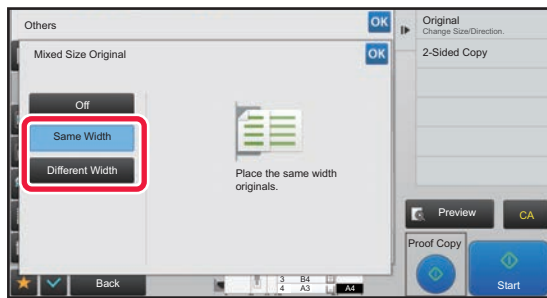 Others
OK
Mixed Size Original
OK
Off
Same Width
Different Width
Place the same width
originals.
Original
Change Size/Direction.
2-Sided Copy
Preview
CA
Proof Copy
Start
Back
3 B4
4 A3
A4